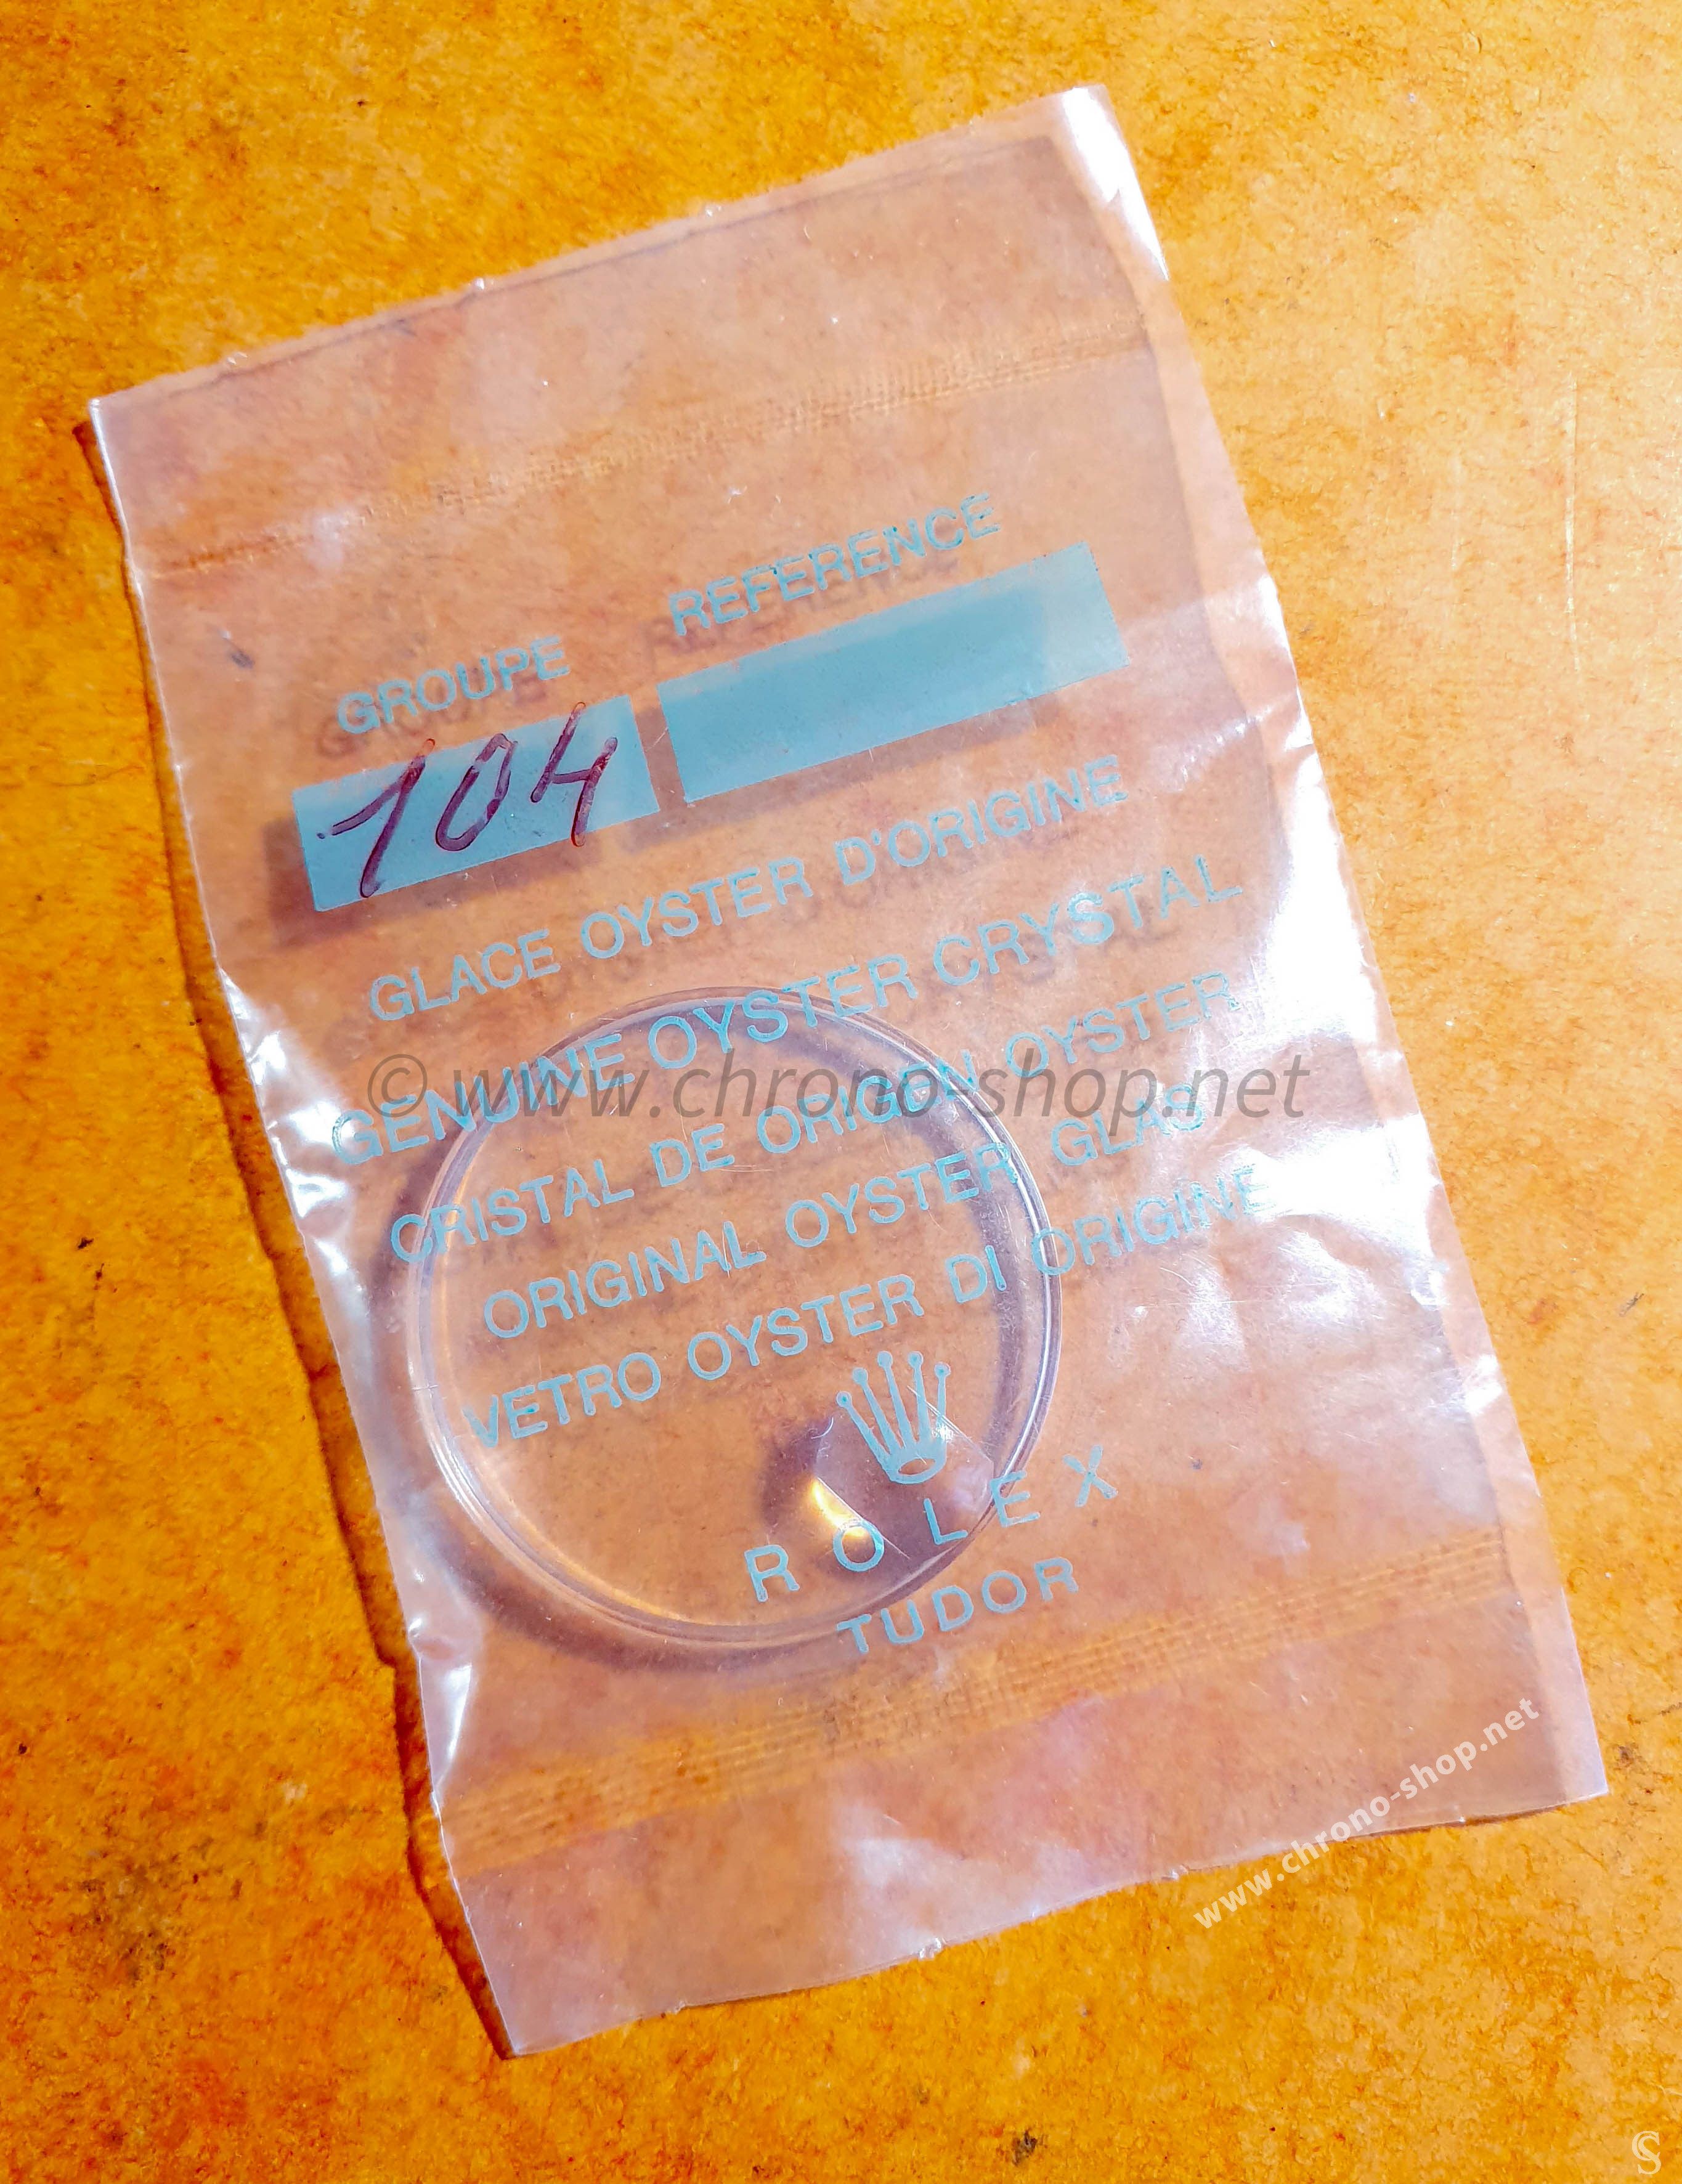 GROUPE REFERENCE
104
GLACE OYSTER D'ORIGINE
GENUINE OYSTER CRYSTAL
© www.chrono-shop.net
CRISTAL DE ORIGEN OYSTER
ORIGINAL OYSTER GLAS
VETRO OYSTER DI ORIGINE
ROLEX
TUDOR
www.chrono-shop.net